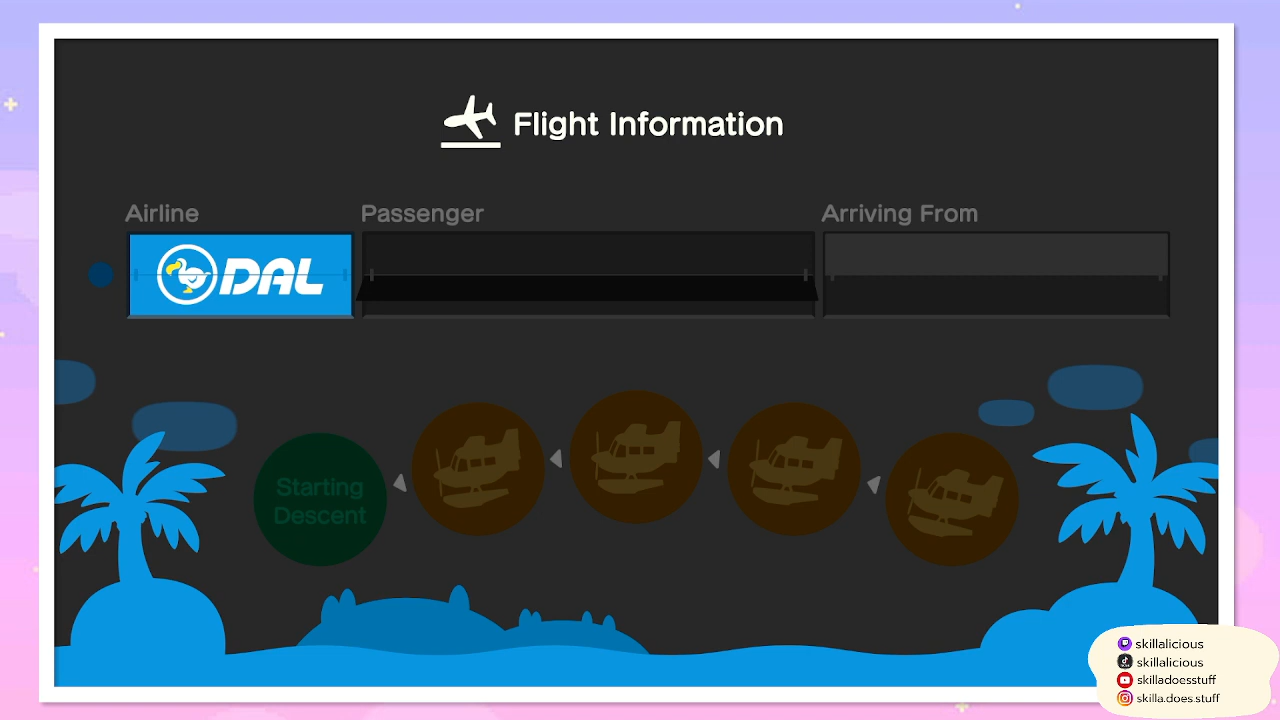 Flight Information
Airline
Passenger
Arriving From
DAL
Starting
Descent
skillalicious
skillalicious
skilladoesstuff
skilla.does.stuff